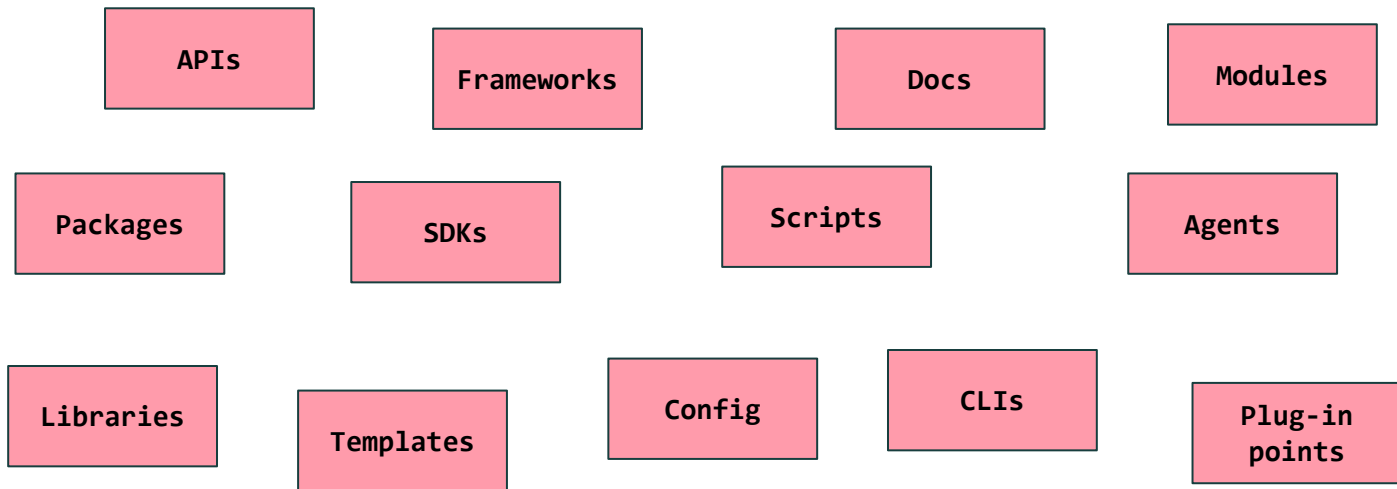 APIs
Frameworks
Docs
Modules
Packages
SDKs
Scripts
Agents
Libraries
Templates
Config
CLIs
Plug-in
points